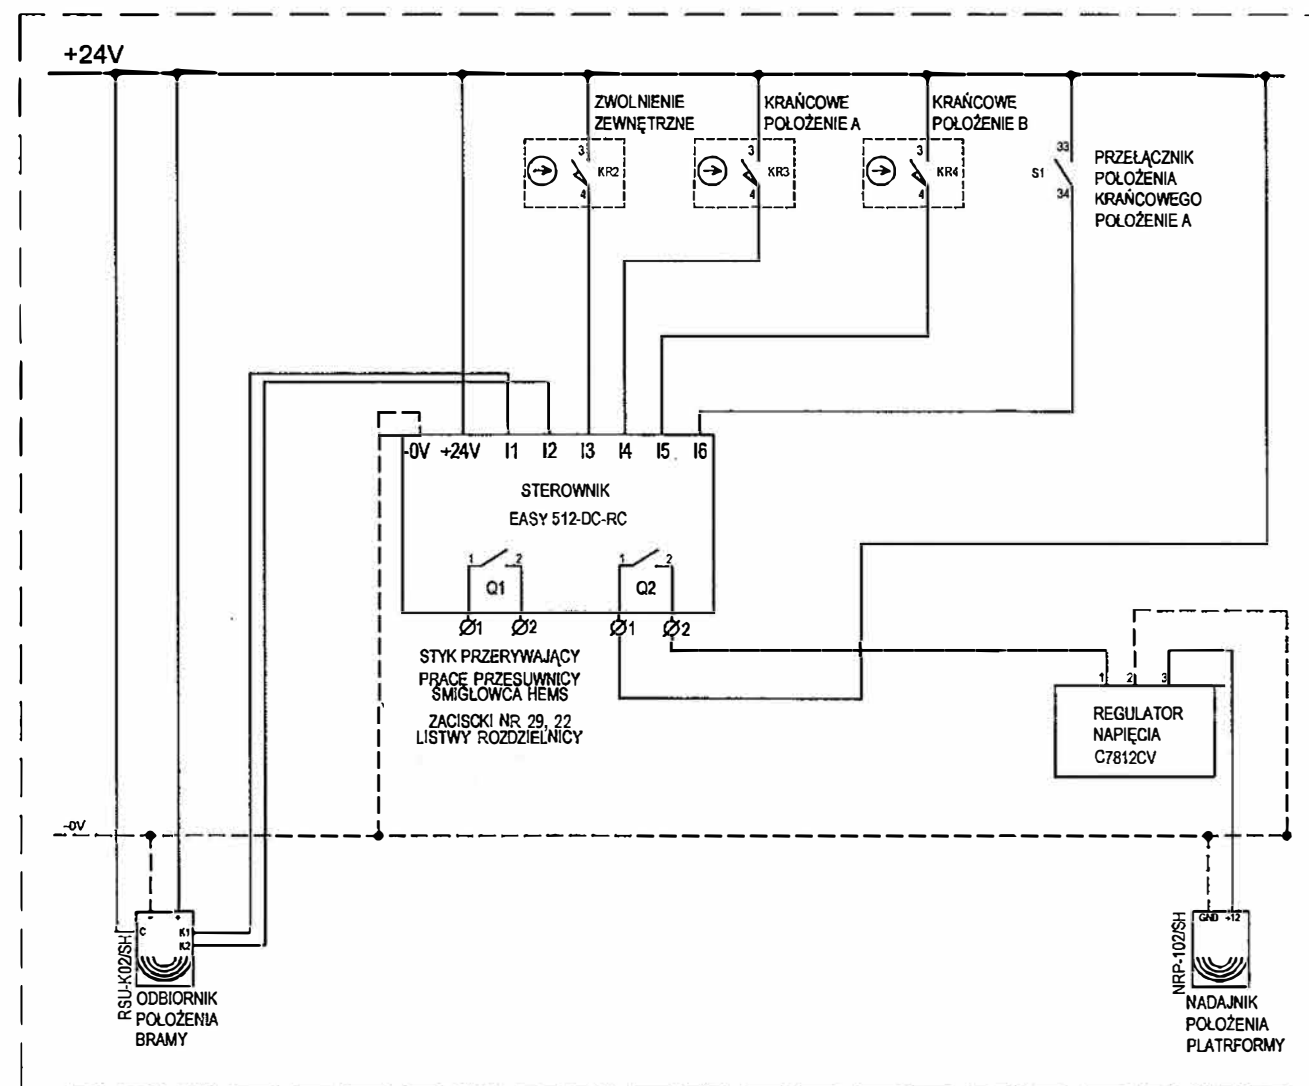 +24V
ZWOLNIENIE
ZEWNĘTRZNE
3
KR2
4
KRAŃCOWE
POŁOŻENIE A
3
KR3
4
KRAŃCOWE
POŁOŻENIE B
3
KR4
4
33
S1
34
PRZEŁĄCZNIK
POŁOŻENIA
KRAŃCOWEGO
POŁOŻENIE A
-0V +24V I1 I2 I3 I4 I5 I6
STEROWNIK
EASY 512-DC-RC
1 2
Q1
1 2
Q2
Ø1 Ø2 Ø1 Ø2
STYK PRZERYWAJĄCY
PRACĘ PRZESUWNICY
ŚMIGŁOWCA HEMS
ZACISCKI NR 29, 22
LISTWY ROZDZIELNICY
1 2 3
REGULATOR
NAPIĘCIA
C7812CV
-0V
- +
C K1
K2
RSU-K02/SH
ODBIORNIK
POŁOŻENIA
BRAMY
GND +12
NRP-102/SH
NADAJNIK
POŁOŻENIA
PLATRFORMY